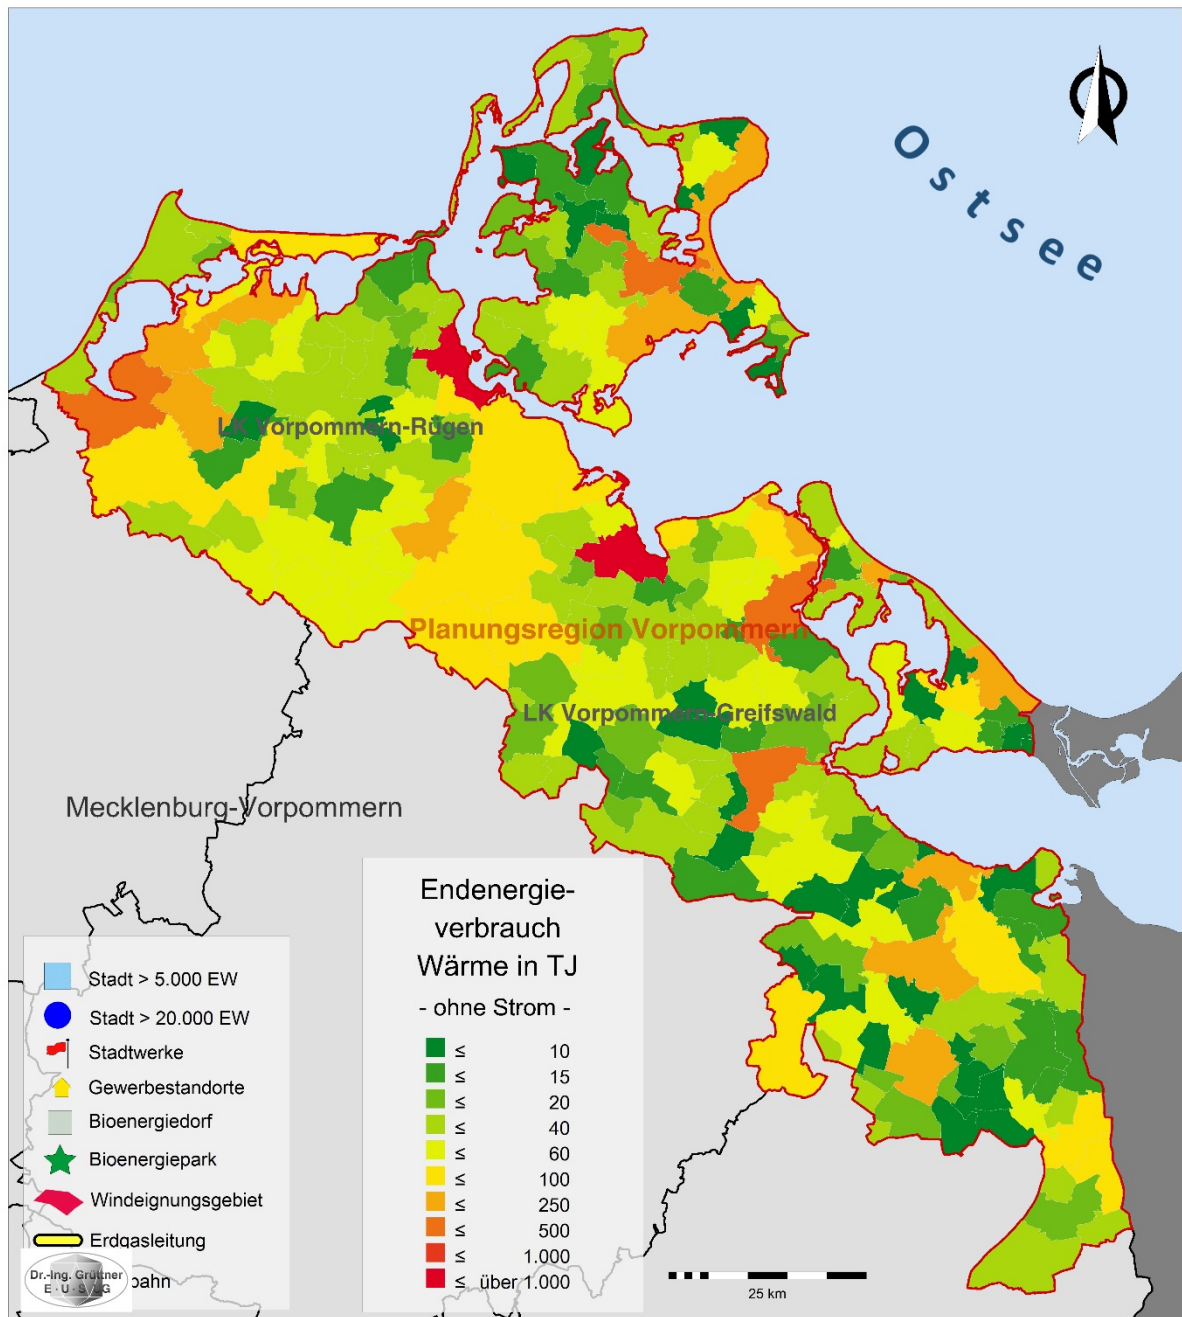 Ostsee
LK Vorpommern-Rügen
Planungsregion Vorpommern
LK Vorpommern-Greifswald
Mecklenburg-Vorpommern
Endenergie-
verbrauch
Wärme in TJ
- ohne Strom -
≤ 10
≤ 15
≤ 20
≤ 40
≤ 60
≤ 100
≤ 250
≤ 500
≤ 1.000
≤ über 1.000
Stadt > 5.000 EW
Stadt > 20.000 EW
Stadtwerke
Gewerbestandorte
Bioenergiedorf
Bioenergiepark
Windeignungsgebiet
Erdgasleitung
bahn
Dr.-Ing. Grüttner
E·U·S G
25 km